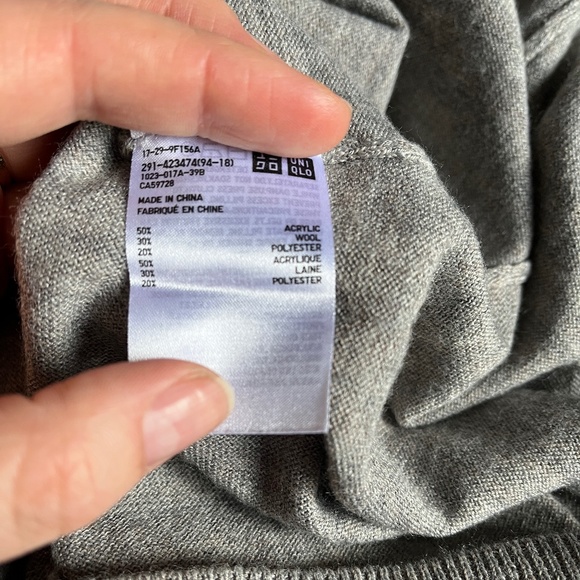 17-29-9F156A
291-423474(94-18)
1023-017A-39B
CA59728
UNI
QLO
MADE IN CHINA
FABRIQUÉ EN CHINE
50% ACRYLIC
30% WOOL
20% POLYESTER
50% ACRYLIQUE
30% LAINE
20% POLYESTER